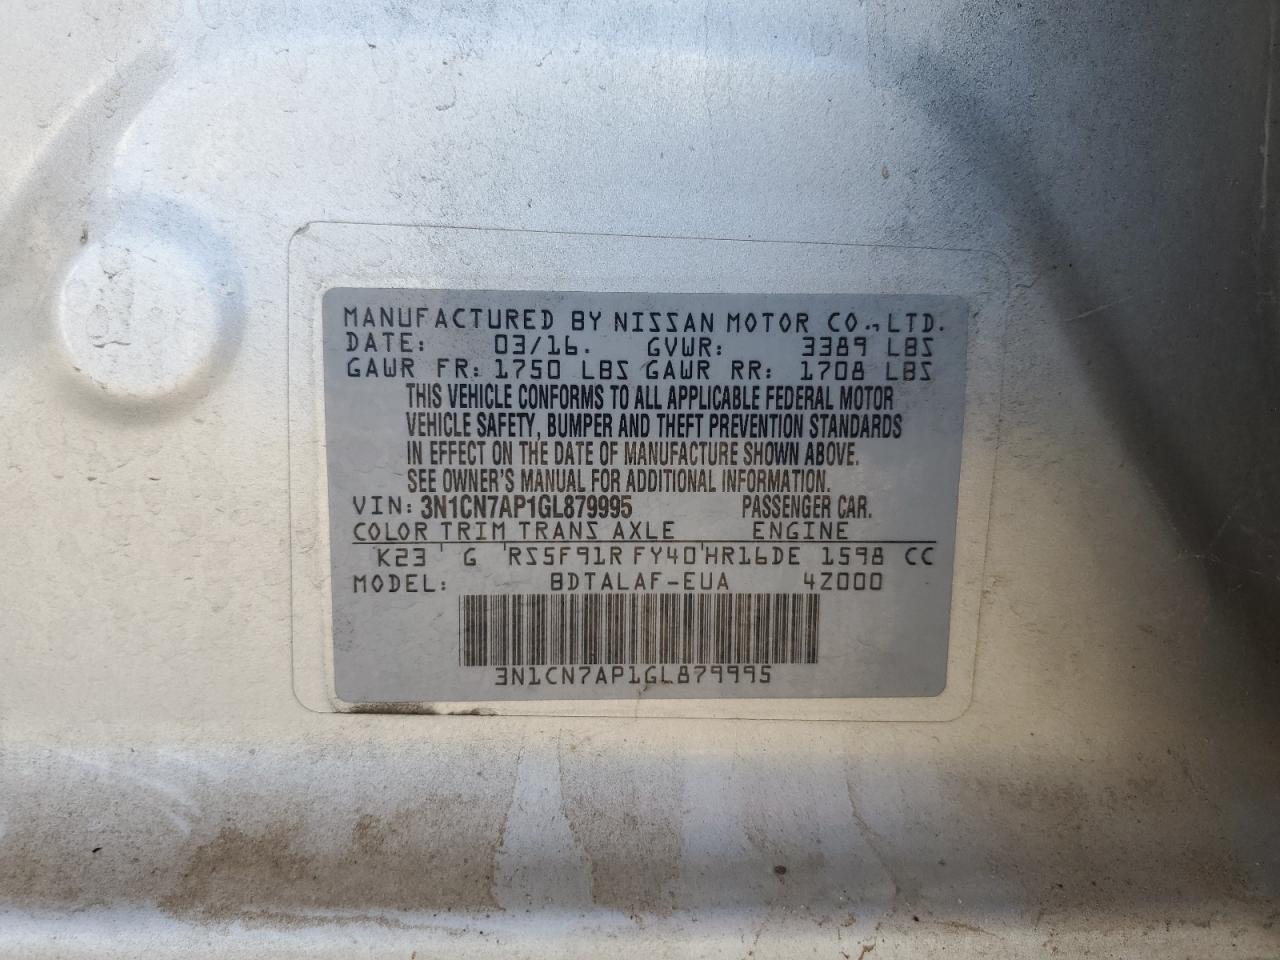 MANUFACTURED BY NISSAN MOTOR CO., LTD.
DATE: 03/16. GVWR: 3389 LBS
GAWR FR: 1750 LBS GAWR RR: 1708 LBS
THIS VEHICLE CONFORMS TO ALL APPLICABLE FEDERAL MOTOR
VEHICLE SAFETY, BUMPER AND THEFT PREVENTION STANDARDS
IN EFFECT ON THE DATE OF MANUFACTURE SHOWN ABOVE.
SEE OWNER'S MANUAL FOR ADDITIONAL INFORMATION.
VIN: 3N1CN7AP1GL879995 PASSENGER CAR.
COLOR TRIM TRANS AXLE ENGINE
K23 G RS5F91R FY40 HR16DE 1598 CC
MODEL: BDTALAF-EUA 4Z000
3N1CN7AP1GL879995